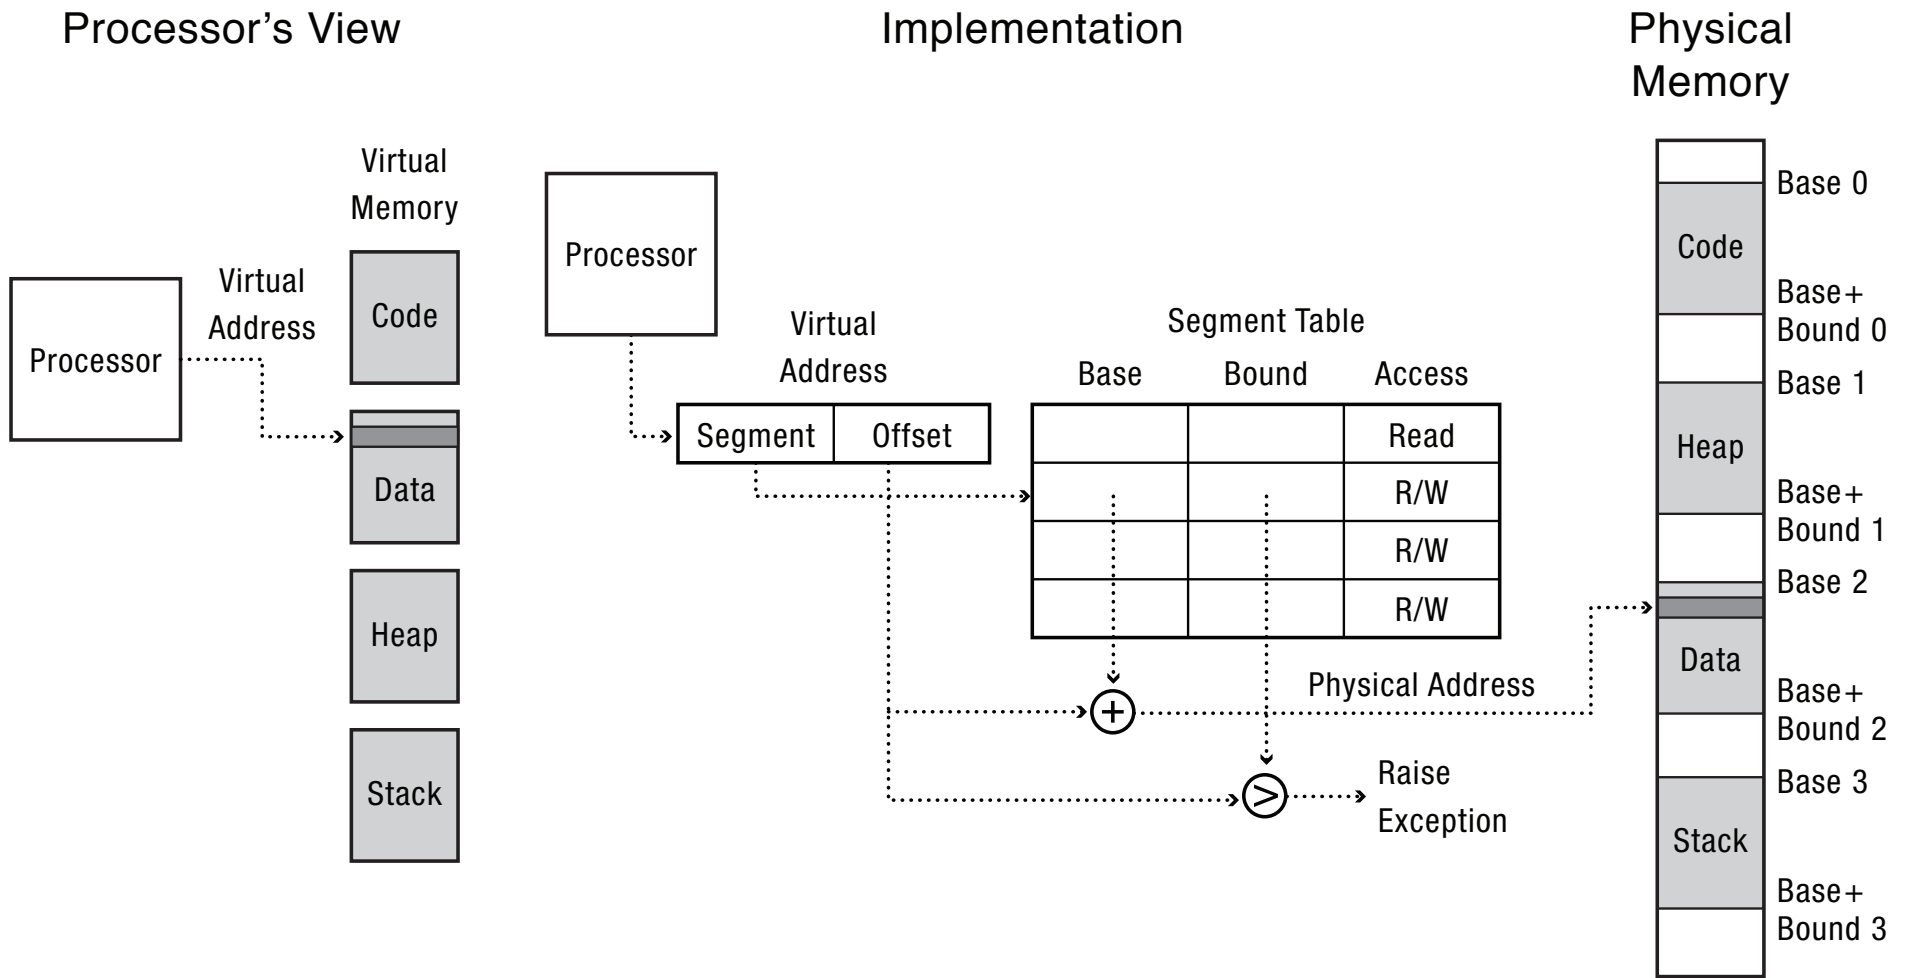 Processor’s View
Implementation
Physical
Memory
Virtual
Memory
Processor
Virtual
Address
Code
Data
Heap
Stack
Processor
Virtual
Address
Segment
Offset
Segment Table
Base
Bound
Access
Read
R/W
R/W
R/W
+
Physical Address
>
Raise
Exception
Code
Heap
Data
Stack
Base 0
Base+
Bound 0
Base 1
Base+
Bound 1
Base 2
Base+
Bound 2
Base 3
Base+
Bound 3